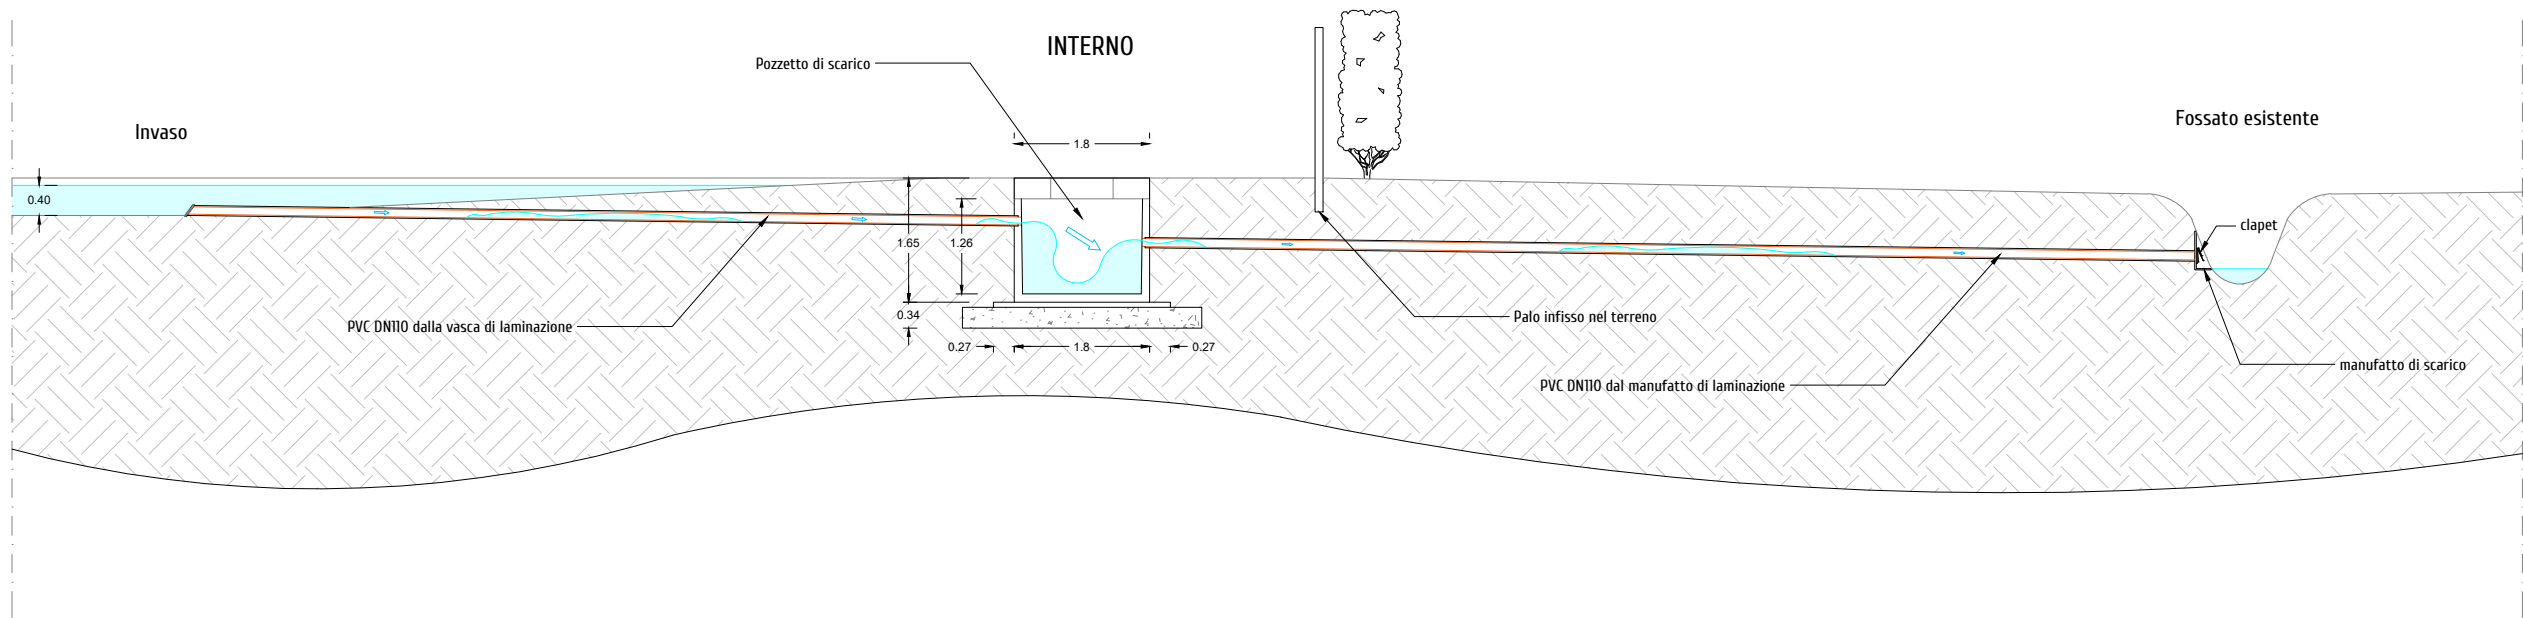 INTERNO
Pozzetto di scarico
Invaso
Fossato esistente
1.8
0.40
clapet
1.65
1.26
PVC DN110 dalla vasca di laminazione
0.34
Palo infisso nel terreno
0.27
1.8
0.27
manufatto di scarico
PVC DN110 dal manufatto di laminazione